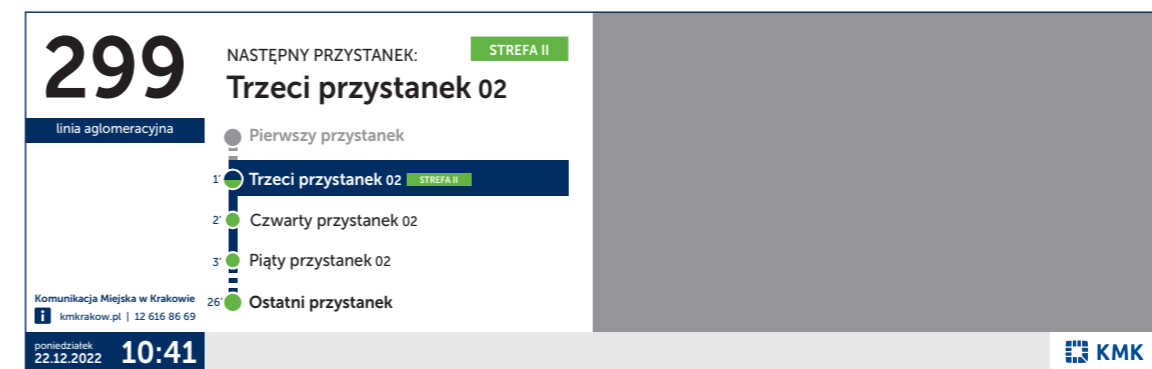 299
linia aglomeracyjna
NASTĘPNY PRZYSTANEK:
STREFA II
Trzeci przystanek 02
Pierwszy przystanek
1' Trzeci przystanek 02 STREFA II
2' Czwarty przystanek 02
3' Piąty przystanek 02
26' Ostatni przystanek
Komunikacja Miejska w Krakowie
i kmkrakow.pl | 12 616 86 69
poniedziałek
22.12.2022
10:41
KMK